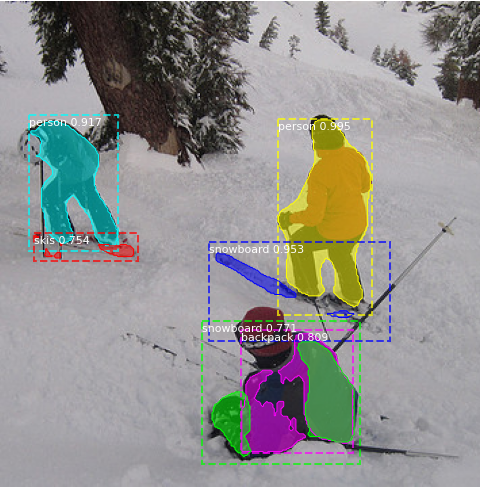 person 0.917
person 0.995
skis 0.754
snowboard 0.953
snowboard 0.771
backpack 0.809